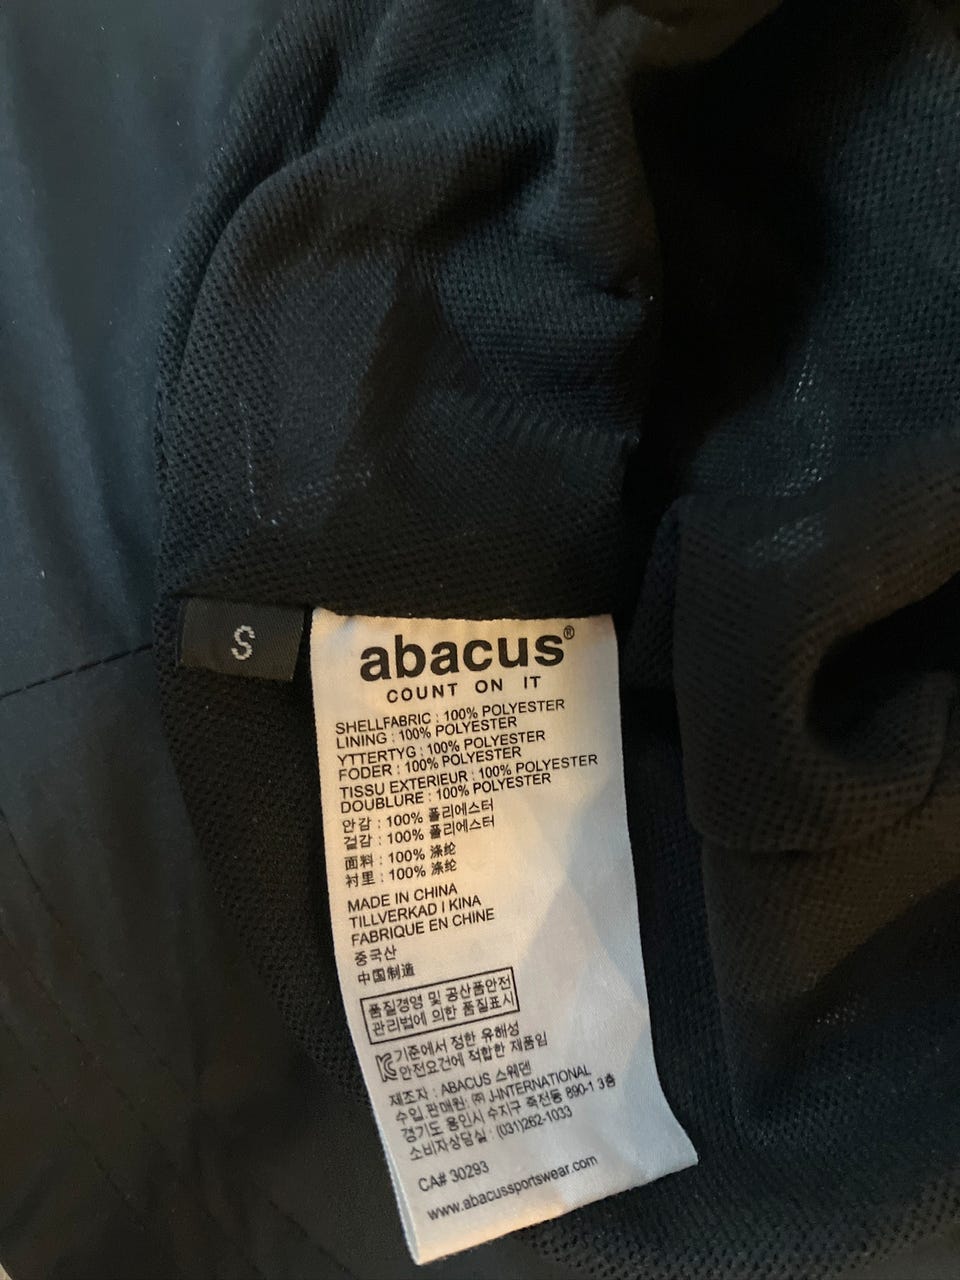 S
abacus®
COUNT ON IT
SHELLFABRIC : 100% POLYESTER
LINING : 100% POLYESTER
YTTERTYG : 100% POLYESTER
FODER : 100% POLYESTER
TISSU EXTERIEUR : 100% POLYESTER
DOUBLURE : 100% POLYESTER
안감 : 100% 폴리에스터
겉감 : 100% 폴리에스터
面料 : 100% 涤纶
衬里 : 100% 涤纶
MADE IN CHINA
TILLVERKAD I KINA
FABRIQUE EN CHINE
중국산
中国制造
품질경영 및 공산품안전
관리법에 의한 품질표시
기준에서 정한 유해성
안전요건에 적합한 제품임
제조자 : ABACUS 스웨덴
수입.판매원: ㈜ J-INTERNATIONAL
경기도 용인시 수지구 죽전동 890-1 3층
소비자상담실 : (031)262-1033
CA# 30293
www.abacussportswear.com